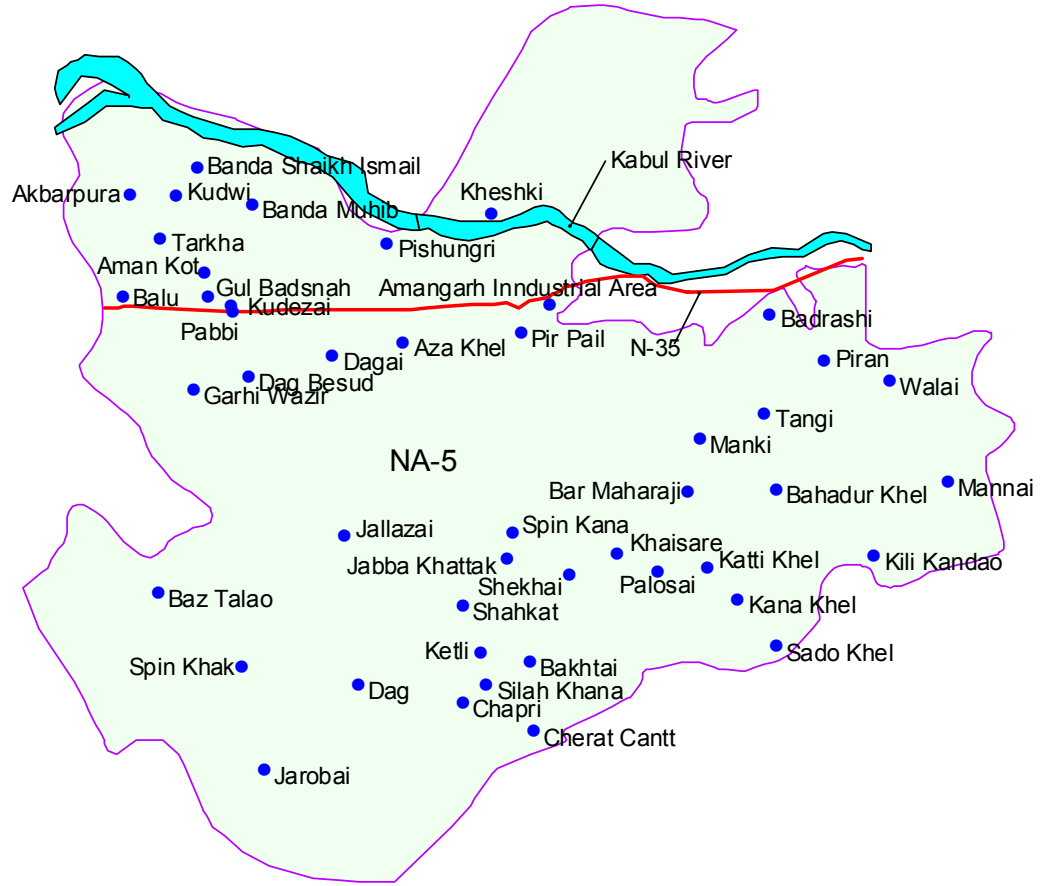 Banda Shaikh Ismail
Kabul River
Akbarpura
Kudwi
Kheshki
Banda Muhib
Tarkha
Pishungri
Aman Kot
Gul Badsnah
Amangarh Inndustrial Area
Balu
Kudezai
Pabbi
Badrashi
Pir Pail
N-35
Aza Khel
Dagai
Piran
Dag Besud
Garhi Wazir
Walai
Tangi
Manki
NA-5
Bar Maharaji
Bahadur Khel
Mannai
Spin Kana
Jallazai
Khaisare
Jabba Khattak
Katti Khel
Kili Kandao
Shekhai
Palosai
Baz Talao
Shahkat
Kana Khel
Ketli
Sado Khel
Spin Khak
Bakhtai
Dag
Silah Khana
Chapri
Cherat Cantt
Jarobai